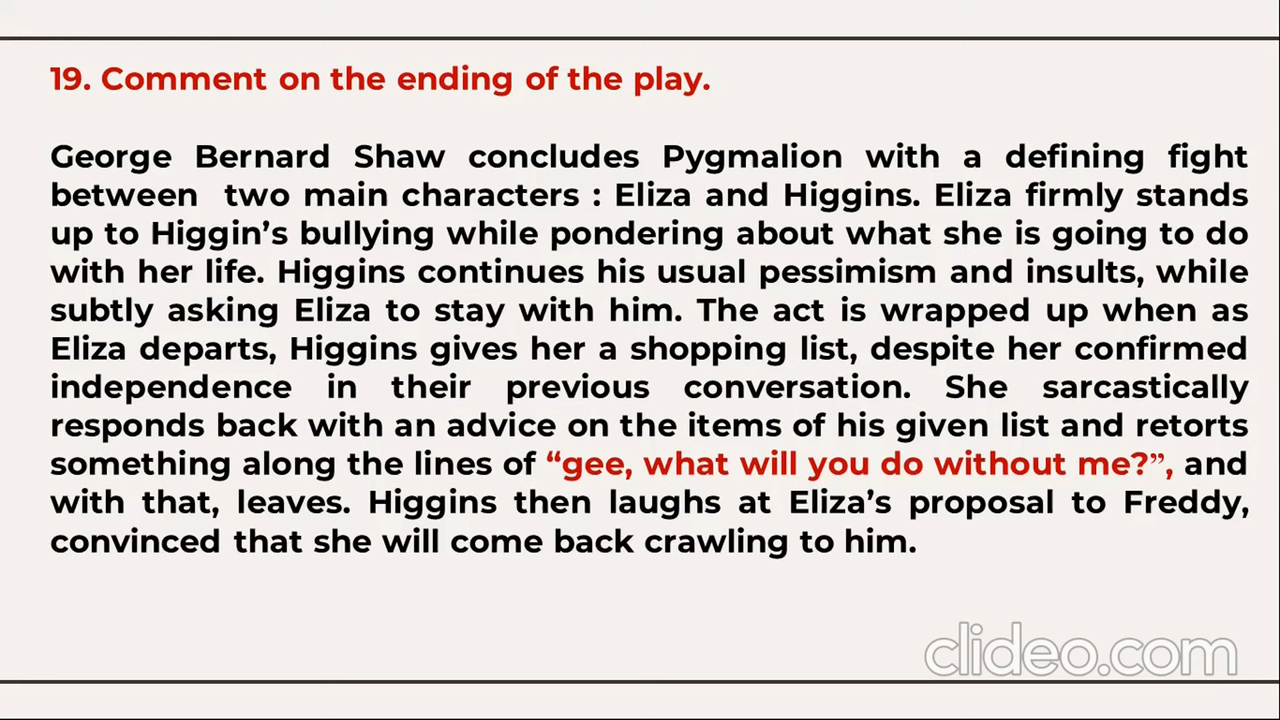 19. Comment on the ending of the play.
George Bernard Shaw concludes Pygmalion with a defining fight
between two main characters : Eliza and Higgins. Eliza firmly stands
up to Higgin’s bullying while pondering about what she is going to do
with her life. Higgins continues his usual pessimism and insults, while
subtly asking Eliza to stay with him. The act is wrapped up when as
Eliza departs, Higgins gives her a shopping list, despite her confirmed
independence in their previous conversation. She sarcastically
responds back with an advice on the items of his given list and retorts
something along the lines of “gee, what will you do without me?”, and
with that, leaves. Higgins then laughs at Eliza’s proposal to Freddy,
convinced that she will come back crawling to him.
clideo.com